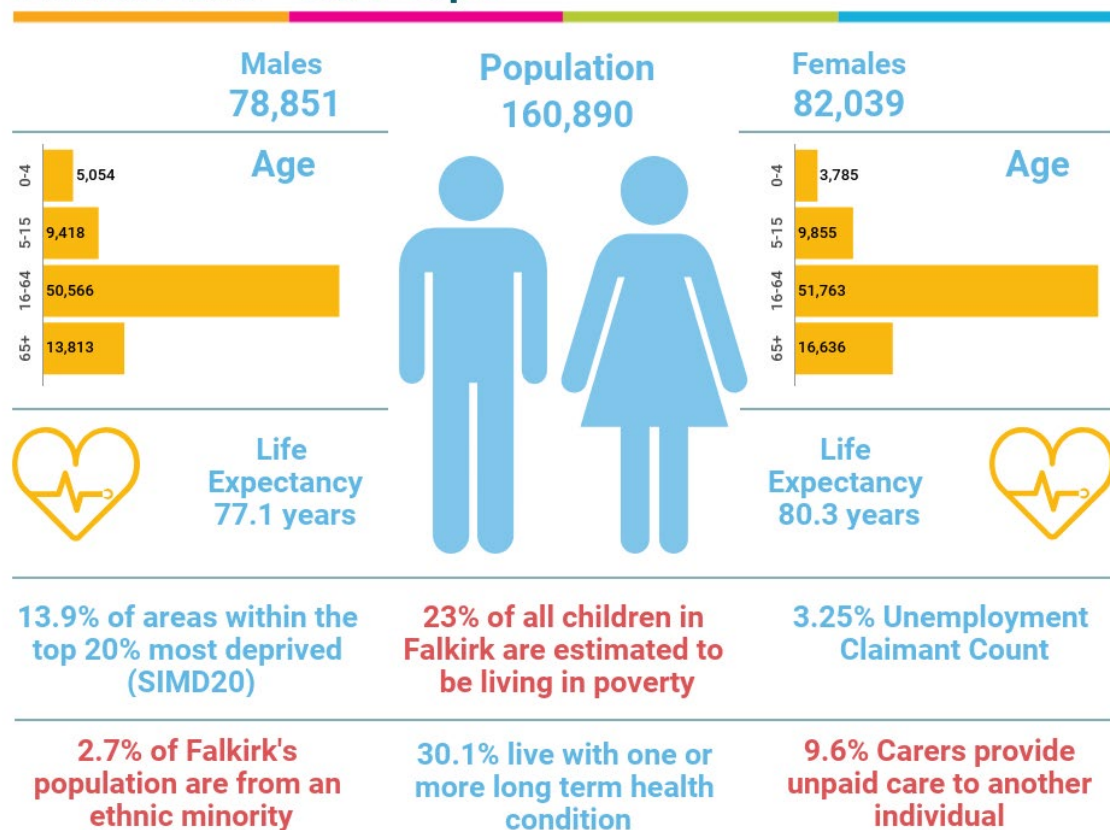 Males
78,851
Population
160,890
Females
82,039
Age
0-4
5,054
5-15
9,418
16-64
50,566
65+
13,813
Age
0-4
3,785
5-15
9,855
16-64
51,763
65+
16,636
Life
Expectancy
77.1 years
Life
Expectancy
80.3 years
13.9% of areas within the
top 20% most deprived
(SIMD20)
23% of all children in
Falkirk are estimated to
be living in poverty
3.25% Unemployment
Claimant Count
2.7% of Falkirk's
population are from an
ethnic minority
30.1% live with one or
more long term health
condition
9.6% Carers provide
unpaid care to another
individual